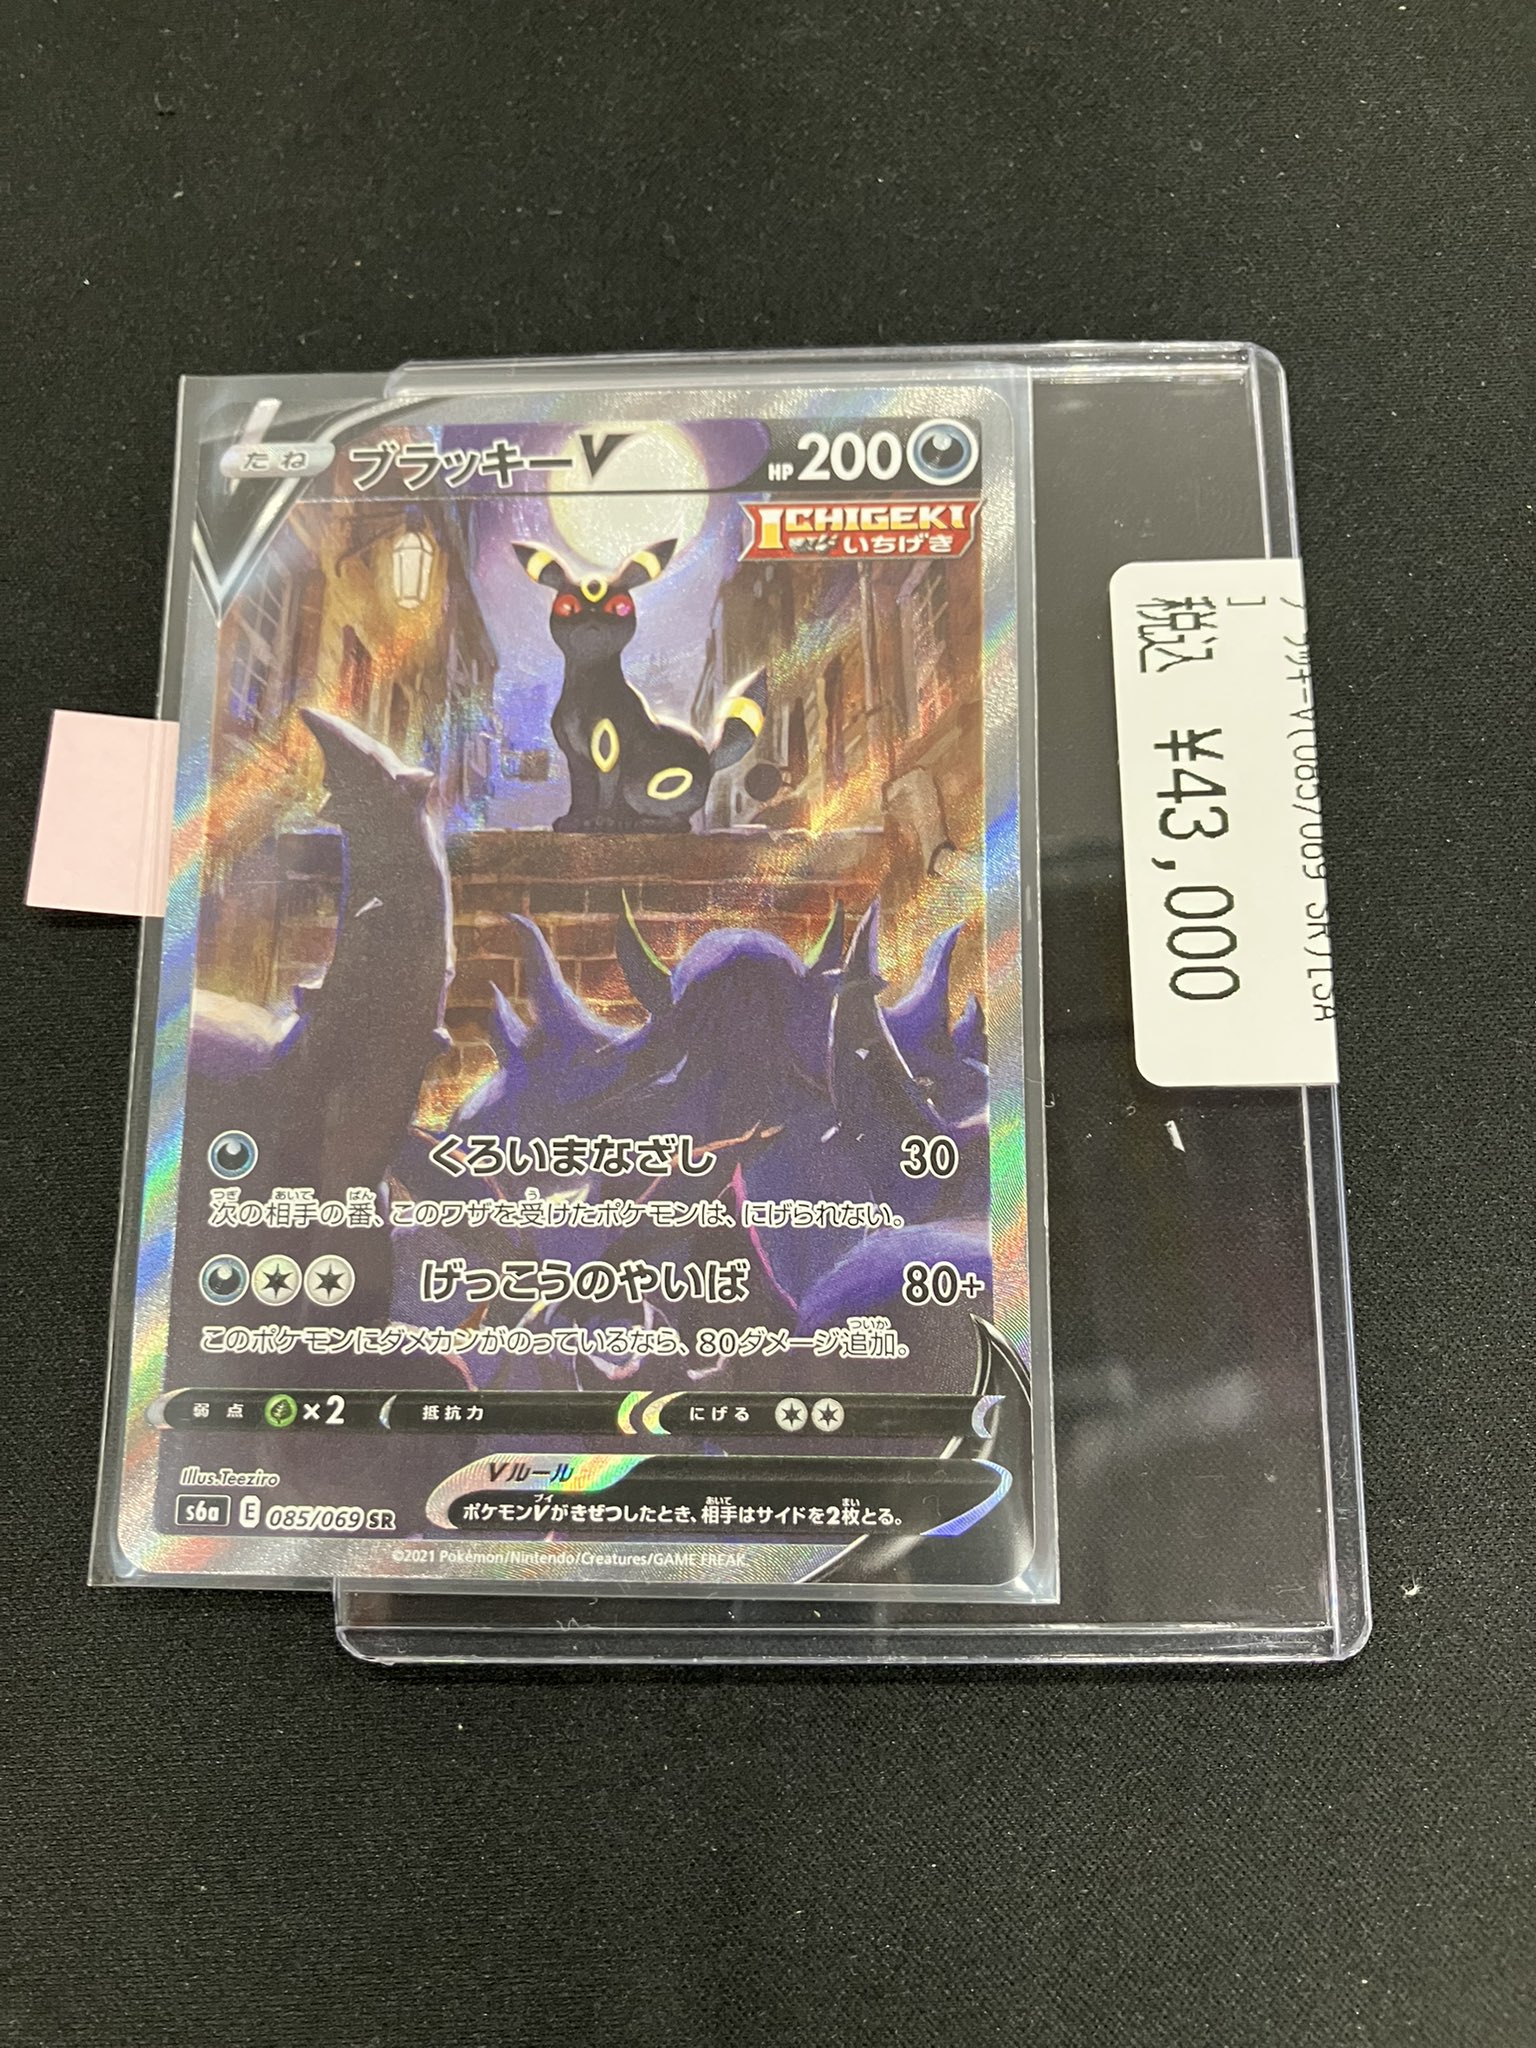 たね ブラッキーV HP 200
ICHIGEKI
いちげき
くろいまなざし 30
次の相手の番、このワザを受けたポケモンは、にげられない。
げっこうのやいば 80+
このポケモンにダメカンがのっているなら、80ダメージ追加。
弱点 ×2 抵抗力 にげる
Illus.Teeziro
s6a E 085/069 SR
Vルール
ポケモンVがきぜつしたとき、相手はサイドを2枚とる。
©2021 Pokémon/Nintendo/Creatures/GAME FREAK.
税込 ¥43,000